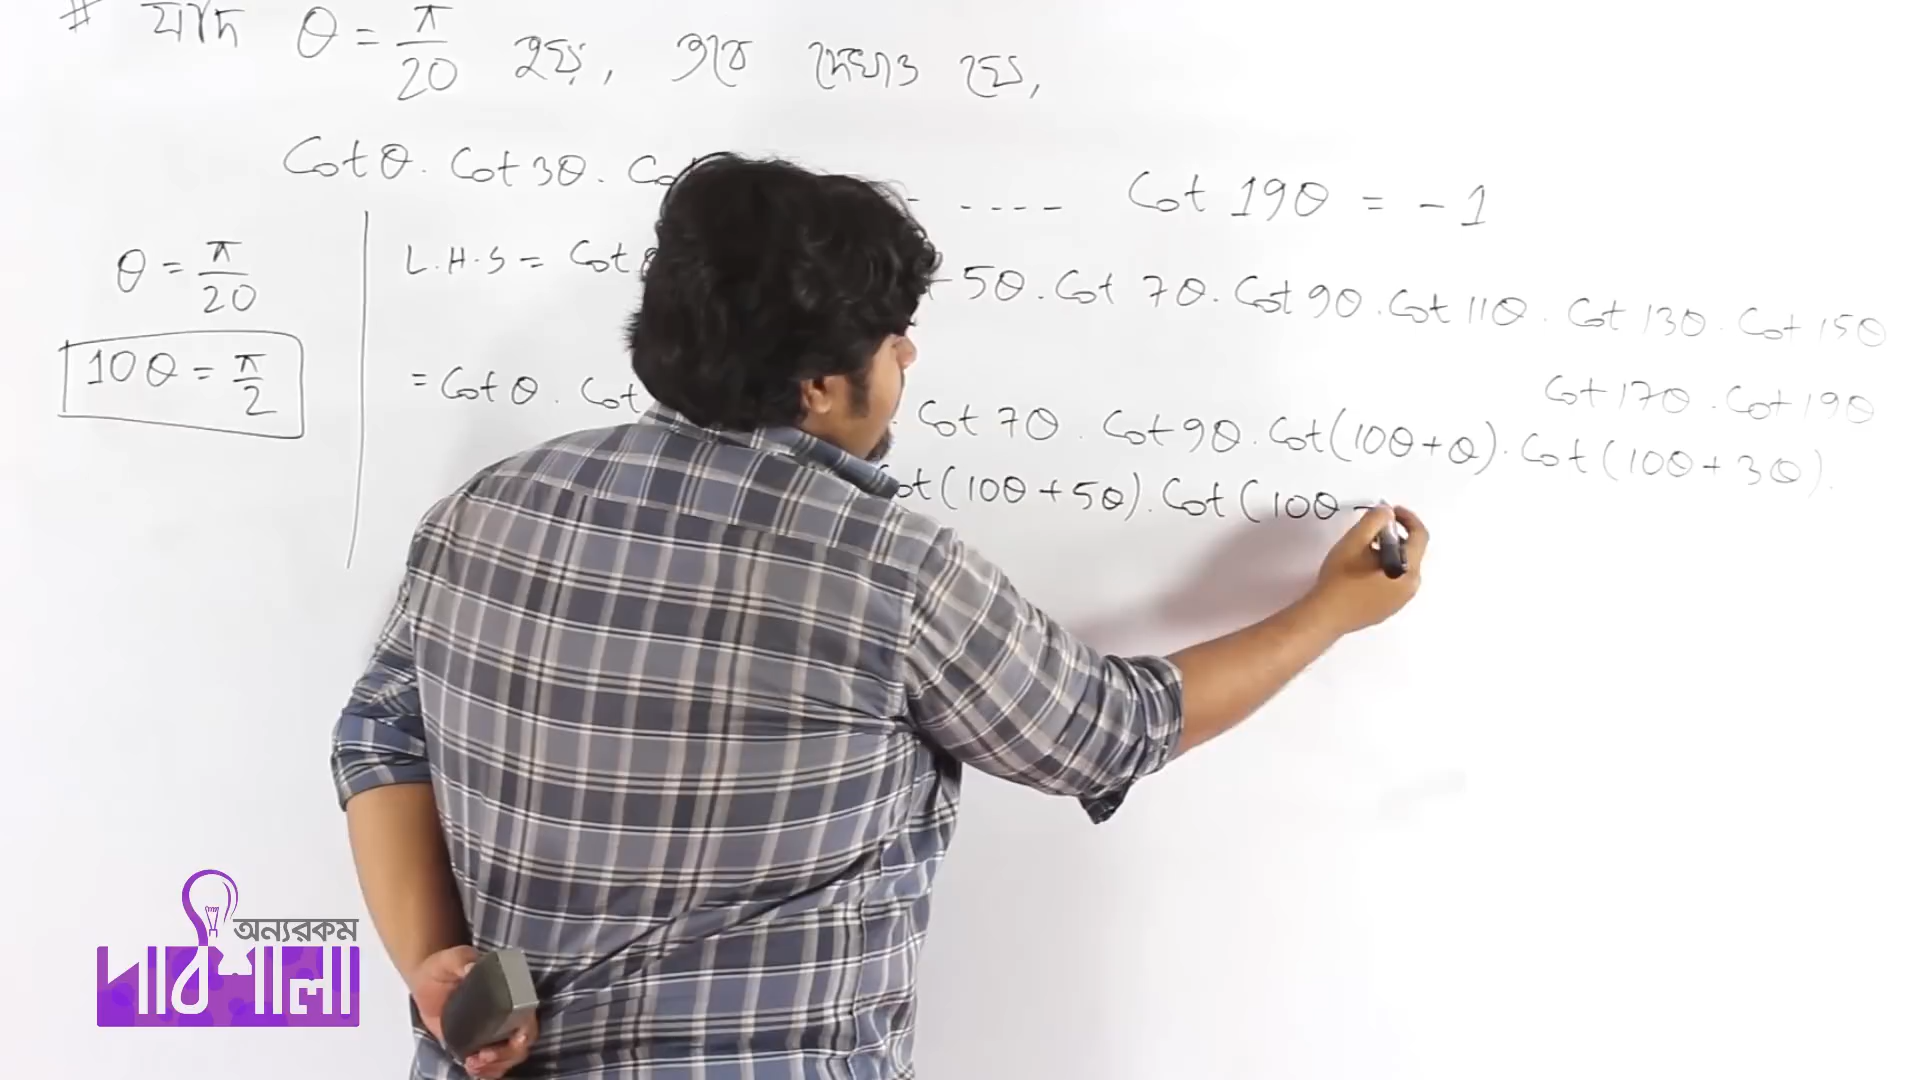 # যদি θ = π/20 হয়, তবে দেখাও যে,
Cot θ . Cot 3θ . - ---- Cot 19θ = - 1
θ = π/20
10θ = π/2
L.H.S = Cot 5θ . Cot 7θ . Cot 9θ . Cot 11θ . Cot 13θ . Cot 15θ
Cot 17θ . Cot 19θ
= Cot θ . Cot . Cot 7θ . Cot 9θ . Cot (10θ + θ) . Cot (10θ + 3θ) .
Cot (10θ + 5θ) . Cot (10θ
অন্যরকম
পাঠশালা